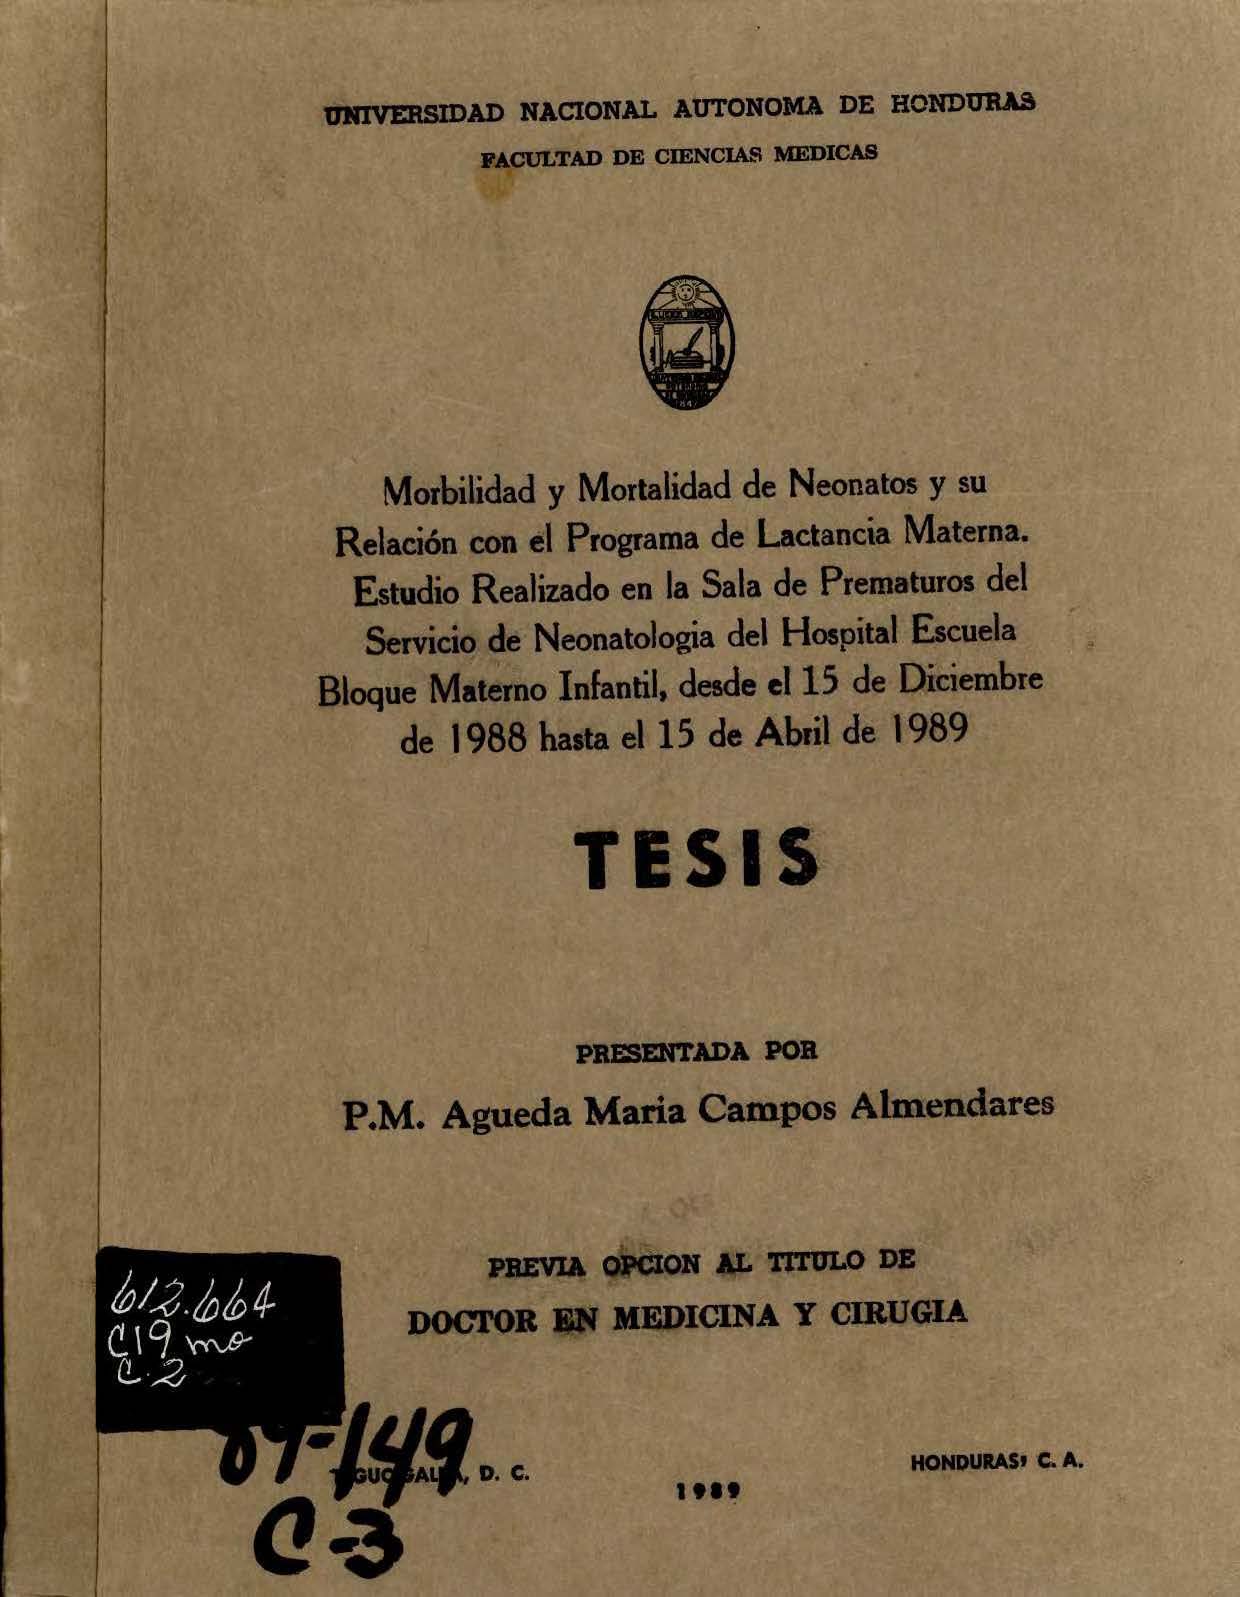 UNIVERSIDAD NACIONAL AUTONOMA DE HONDURAS
FACULTAD DE CIENCIAS MEDICAS
Morbilidad y Mortalidad de Neonatos y su
Relación con el Programa de Lactancia Materna.
Estudio Realizado en la Sala de Prematuros del
Servicio de Neonatologia del Hospital Escuela
Bloque Materno Infantil, desde el 15 de Diciembre
de 1988 hasta el 15 de Abril de 1989
TESIS
PRESENTADA POR
P.M. Agueda Maria Campos Almendares
PREVIA OPCION AL TITULO DE
DOCTOR EN MEDICINA Y CIRUGIA
612.664
C19mo
C.2
-149
D. C.
HONDURAS, C. A.
1989
C-3